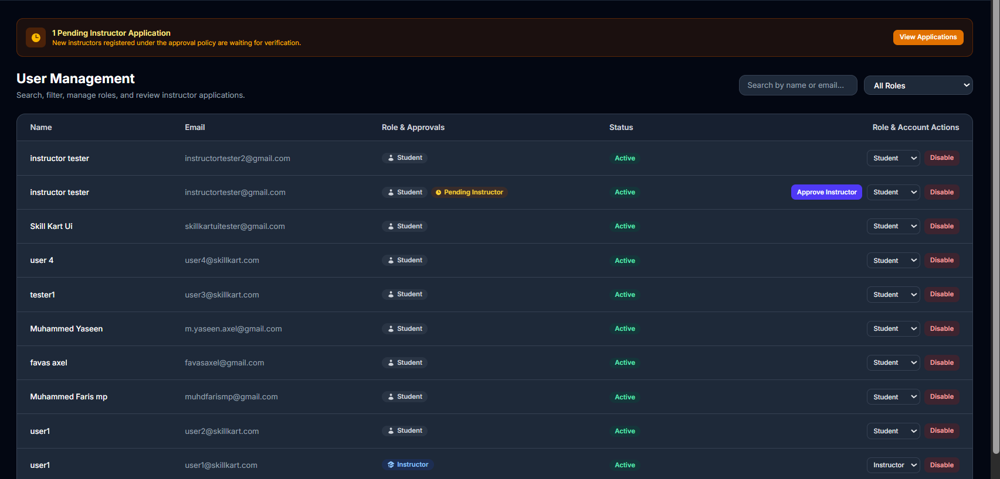 1 Pending Instructor Application
New instructors registered under the approval policy are waiting for verification.
View Applications
User Management
Search, filter, manage roles, and review instructor applications.
Search by name or email...
All Roles
Name Email Role & Approvals Status Role & Account Actions
instructor tester instructortester2@gmail.com Student Active Student Disable
instructor tester instructortester@gmail.com Student Pending Instructor Active Approve Instructor Student Disable
Skill Kart Ui skillkartuitester@gmail.com Student Active Student Disable
user 4 user4@skillkart.com Student Active Student Disable
tester1 user3@skillkart.com Student Active Student Disable
Muhammed Yaseen m.yaseen.axel@gmail.com Student Active Student Disable
favas axel favasaxel@gmail.com Student Active Student Disable
Muhammed Faris mp muhdfarismp@gmail.com Student Active Student Disable
user1 user2@skillkart.com Student Active Student Disable
user1 user1@skillkart.com Instructor Active Instructor Disable